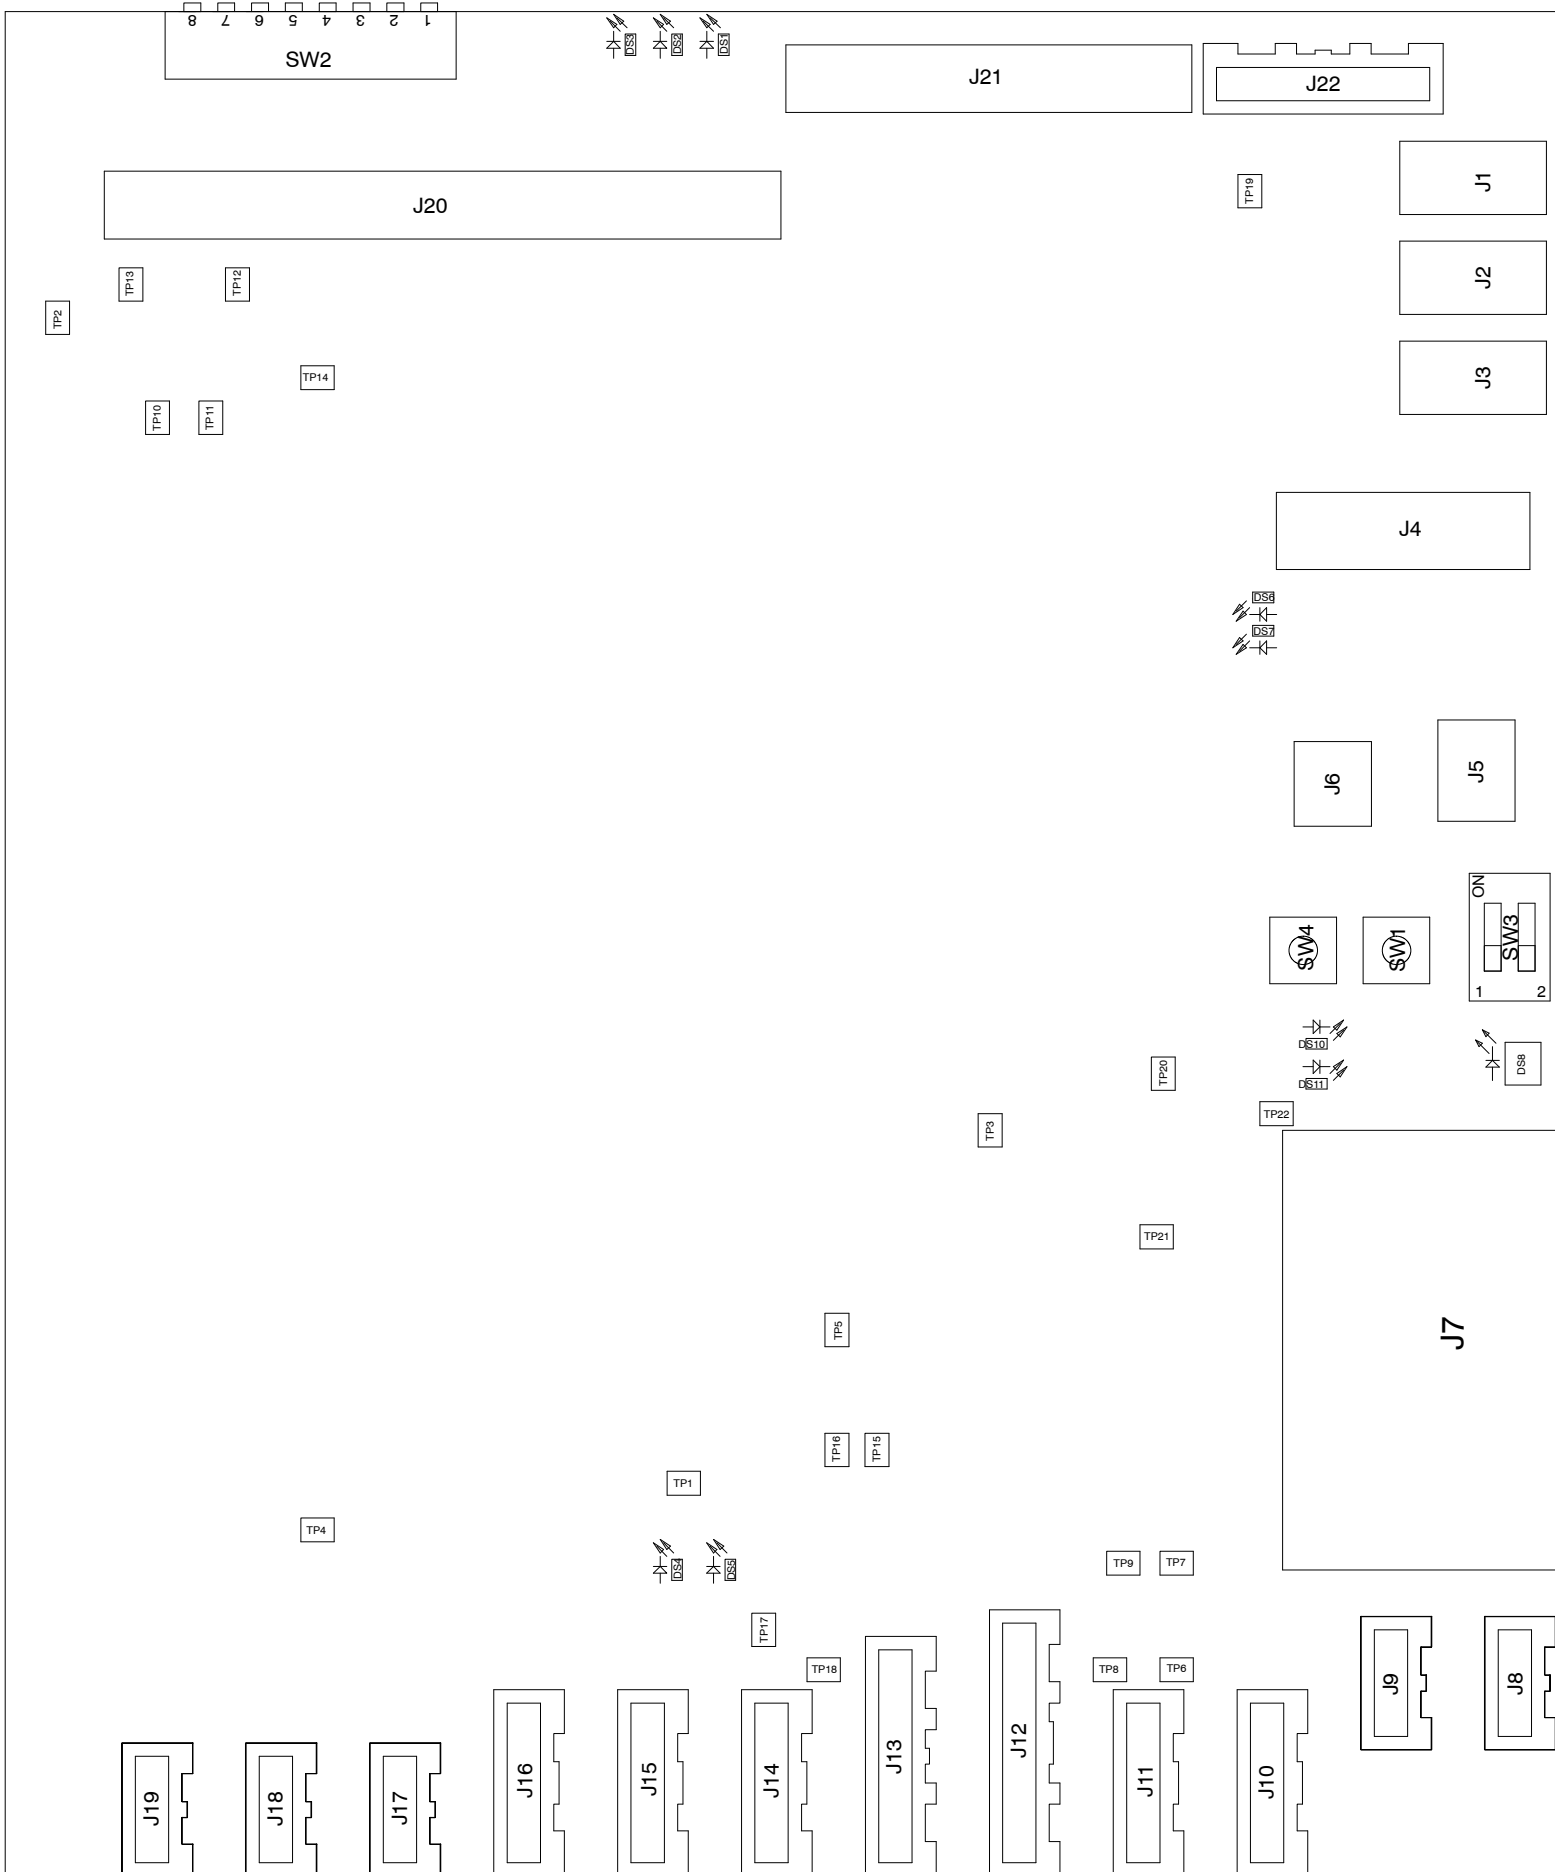 8 7 6 5 4 3 2 1
SW2
DS3
DS2
DS1
J21
J22
J1
TP19
J20
J2
TP13
TP12
TP2
J3
TP14
TP10
TP11
J4
DS6
DS7
J6
J5
ON
SW4
SW1
SW3
1 2
DS10
DS8
DS11
TP20
TP22
TP3
TP21
TP5
J7
TP16
TP15
TP1
TP4
DS4
DS5
TP9
TP7
TP17
TP18
TP8
TP6
J9
J8
J19
J18
J17
J16
J15
J14
J13
J12
J11
J10